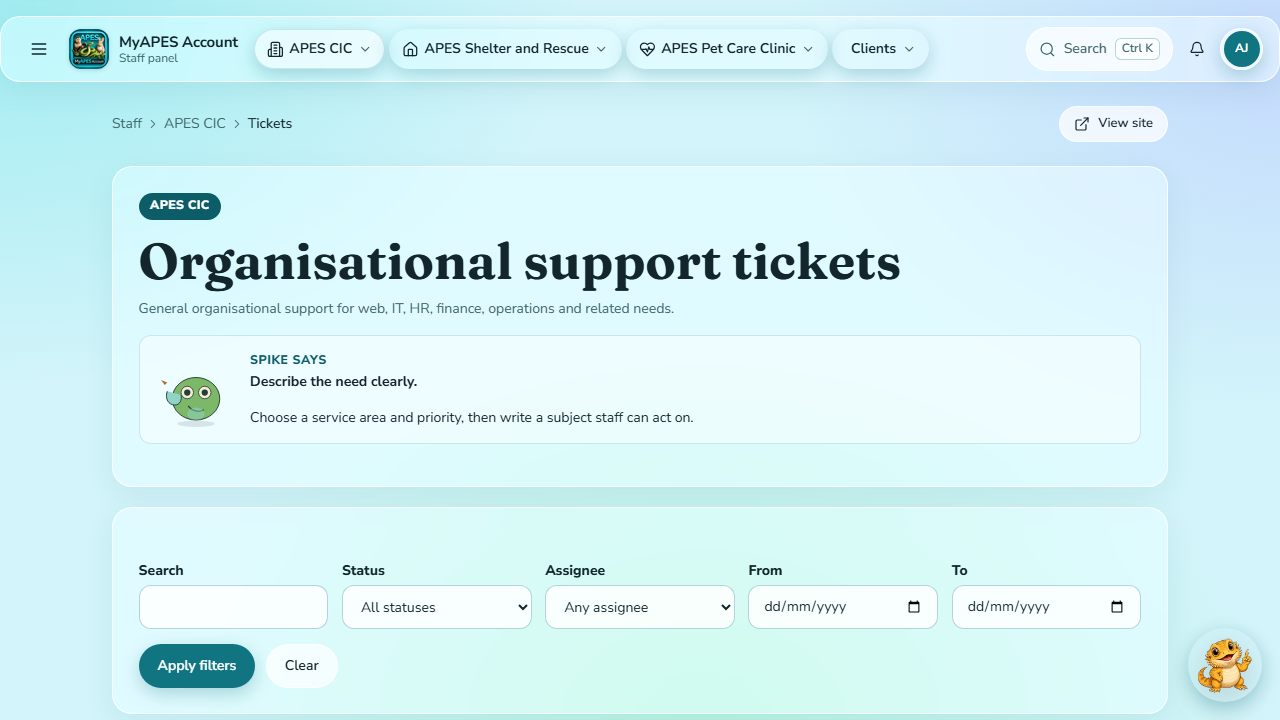 MyAPES Account
Staff panel
APES CIC
APES Shelter and Rescue
APES Pet Care Clinic
Clients
Search
Ctrl K
AJ
Staff
APES CIC
Tickets
View site
APES CIC
Organisational support tickets
General organisational support for web, IT, HR, finance, operations and related needs.
SPIKE SAYS
Describe the need clearly.
Choose a service area and priority, then write a subject staff can act on.
Search
Status
Assignee
From
To
All statuses
Any assignee
dd/mm/yyyy
dd/mm/yyyy
Apply filters
Clear